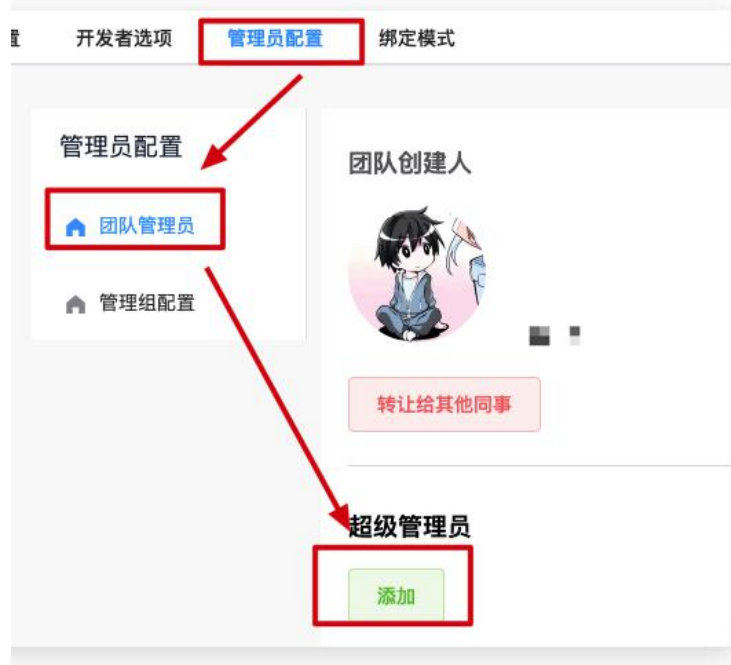 开发者选项 管理员配置 绑定模式
管理员配置
团队管理员
管理组配置
团队创建人
转让给其他同事
超级管理员
添加